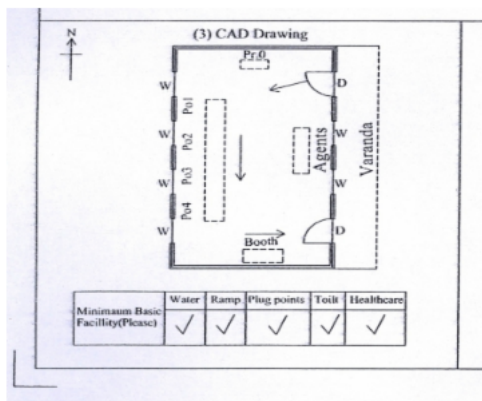 N
(3) CAD Drawing
Pr.0
W
D
Po1
Po2
W
Agents
W
Varanda
Po3
W
W
Po4
W
Booth
D
Minimaum Basic Facillity(Please)
Water Ramp Plug points Toilt Healthcare
✓ ✓ ✓ ✓ ✓